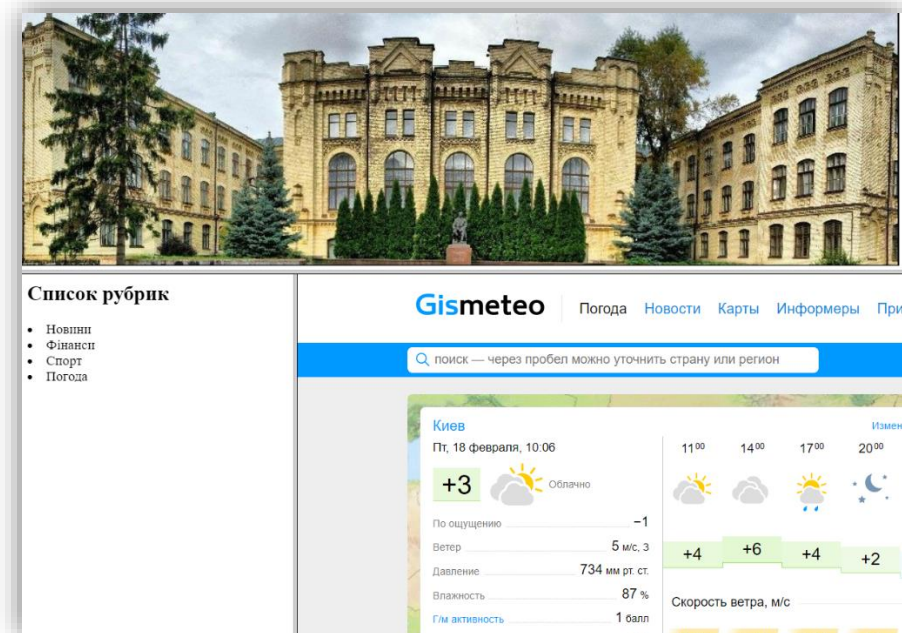 Список рубрик
Новини
Фінанси
Спорт
Погода
Gismeteo Погода Новости Карты Информеры При
поиск — через пробел можно уточнить страну или регион
Киев
Измен
Пт, 18 февраля, 10:06
11⁰⁰ 14⁰⁰ 17⁰⁰ 20⁰⁰
+3 Облачно
По ощущению −1
Ветер 5 м/с, З
Давление 734 мм рт. ст.
Влажность 87 %
Г/м активность 1 балл
+4 +6 +4 +2
Скорость ветра, м/с